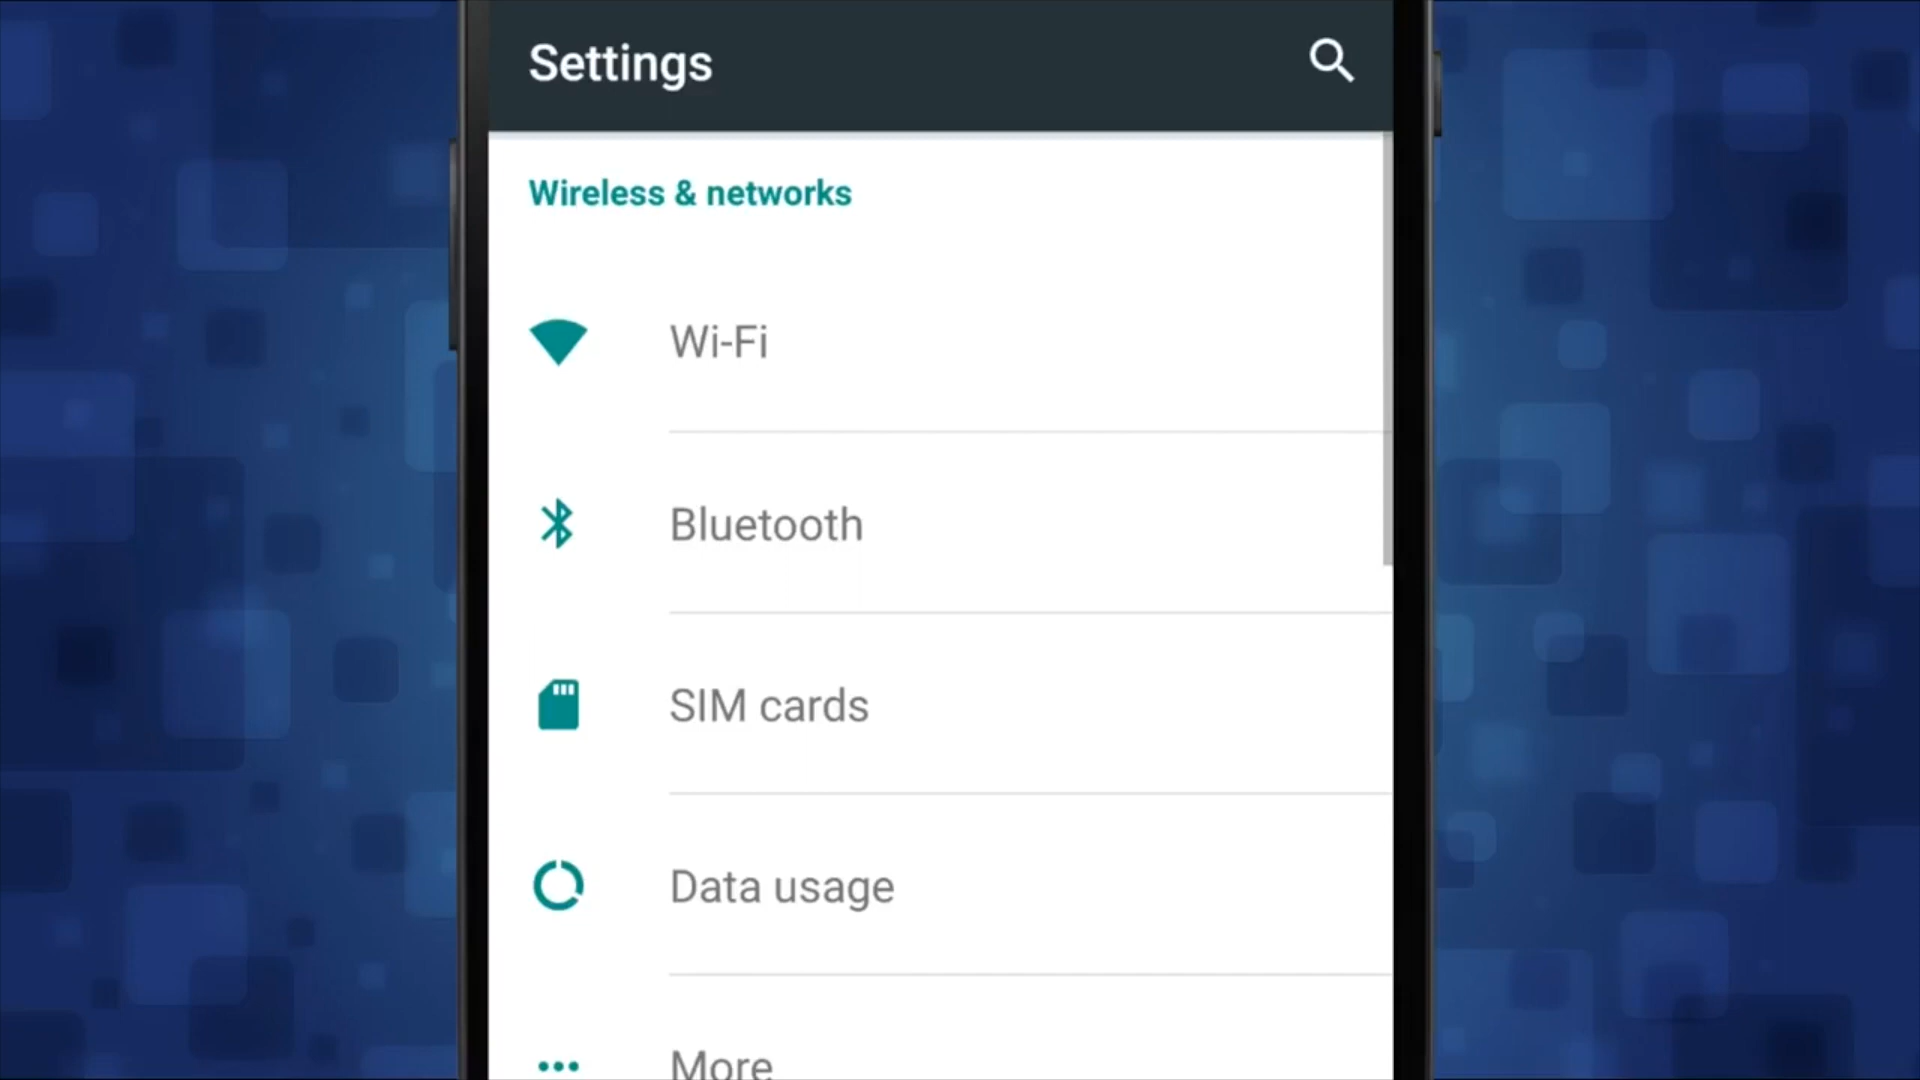 Settings
Wireless & networks
Wi-Fi
Bluetooth
SIM cards
Data usage
More